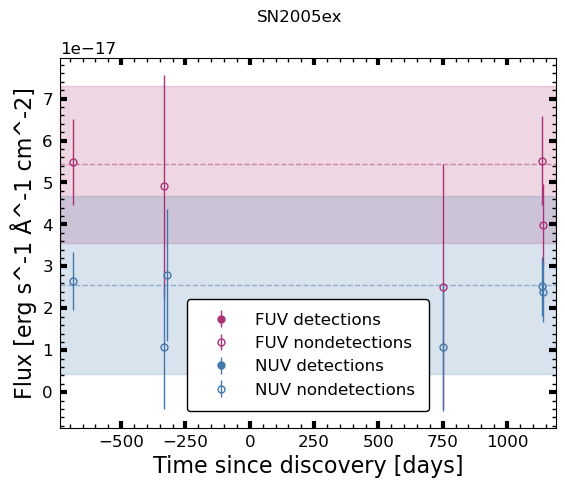 SN2005ex
1e−17
Flux [erg s^-1 Å^-1 cm^-2]
7
6
5
4
3
2
1
0
FUV detections
FUV nondetections
NUV detections
NUV nondetections
−500 −250 0 250 500 750 1000
Time since discovery [days]